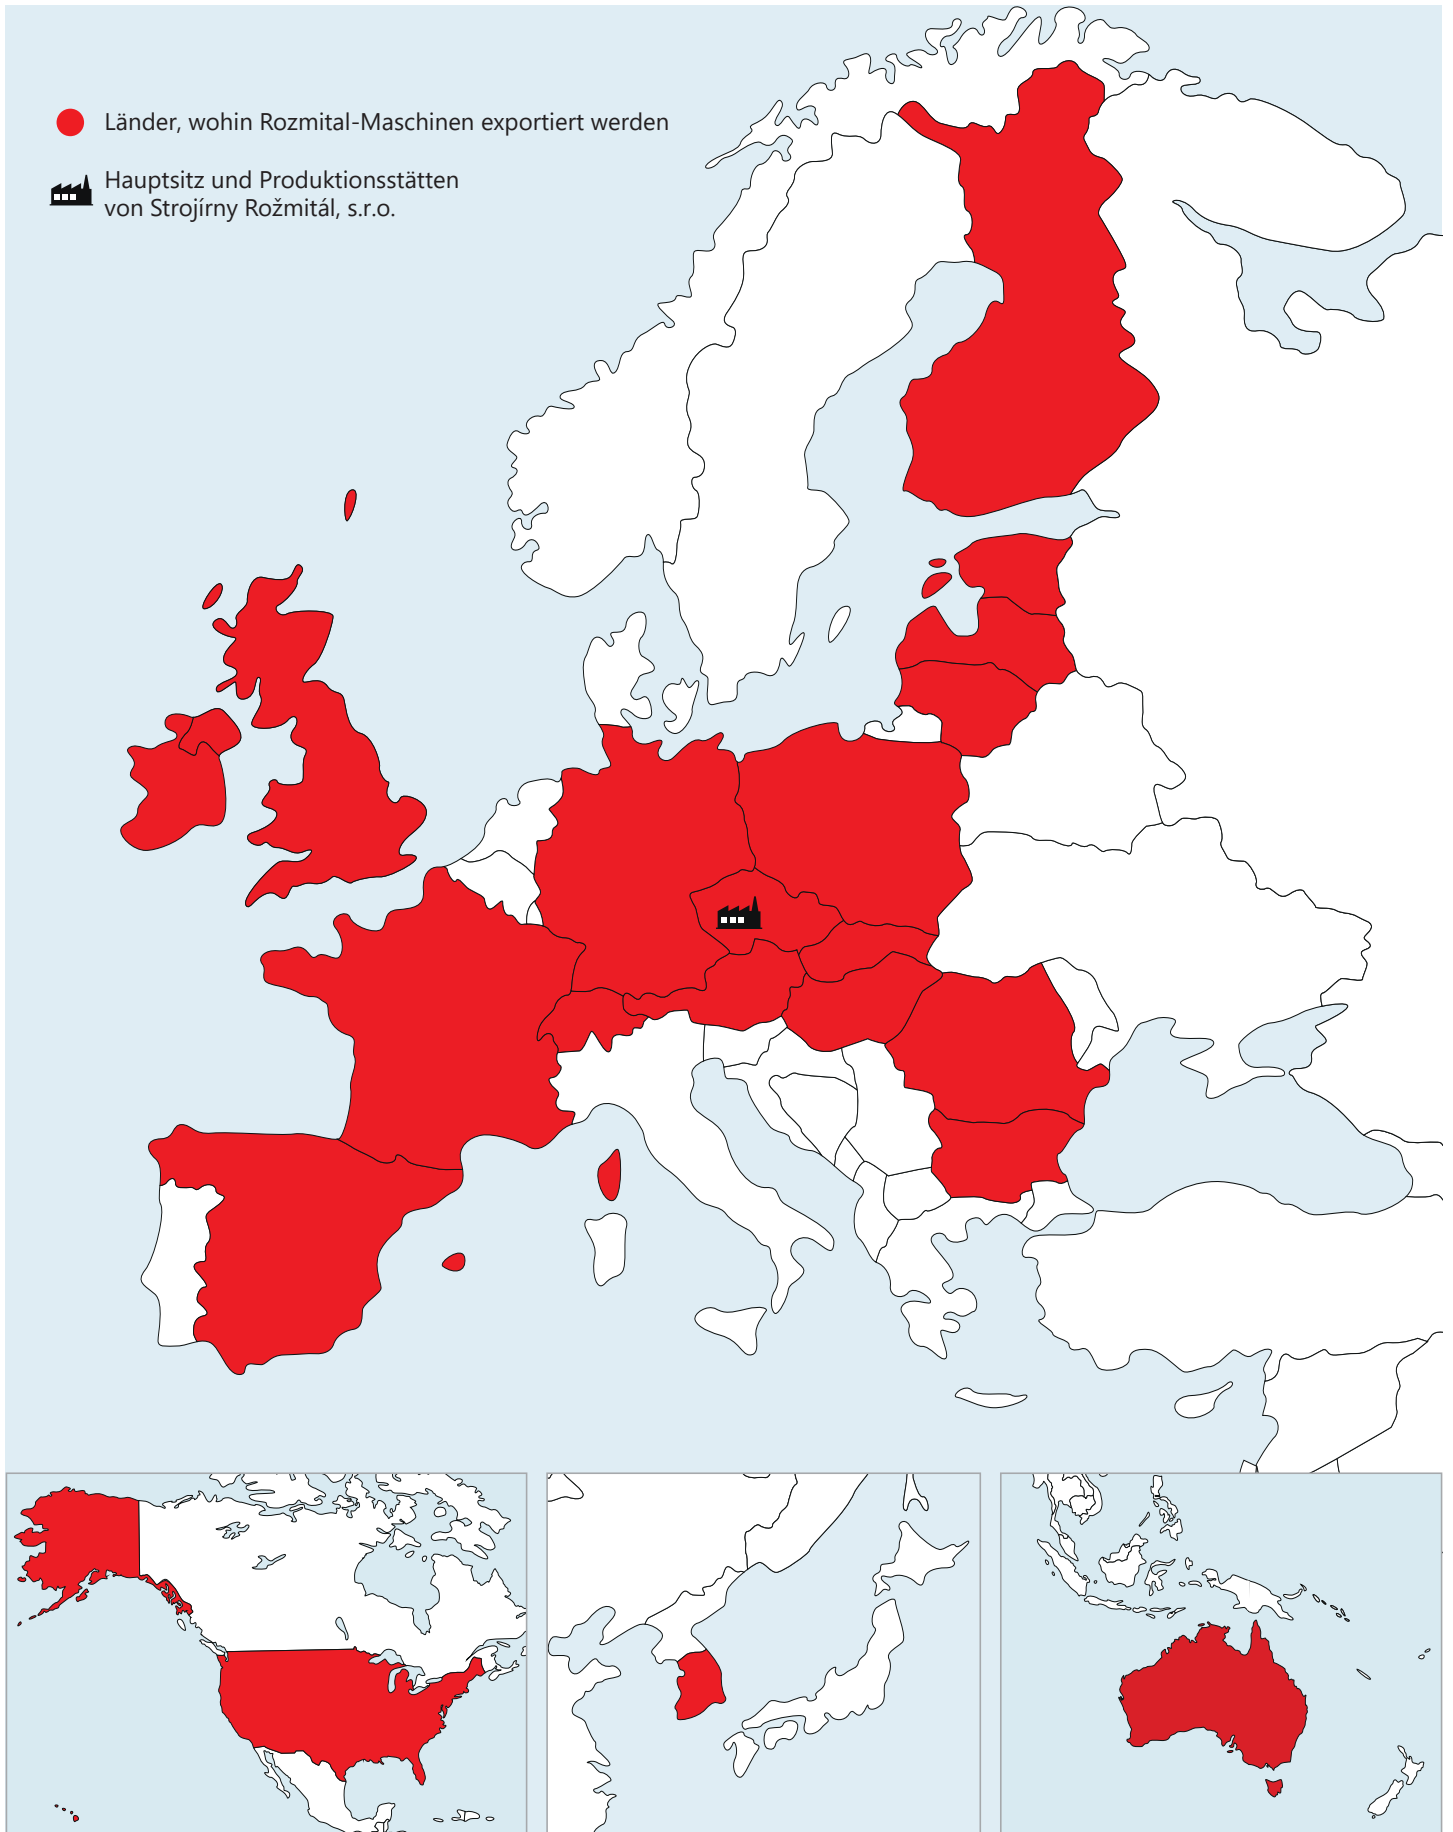 Länder, wohin Rozmital-Maschinen exportiert werden
Hauptsitz und Produktionsstätten
von Strojírny Rožmitál, s.r.o.